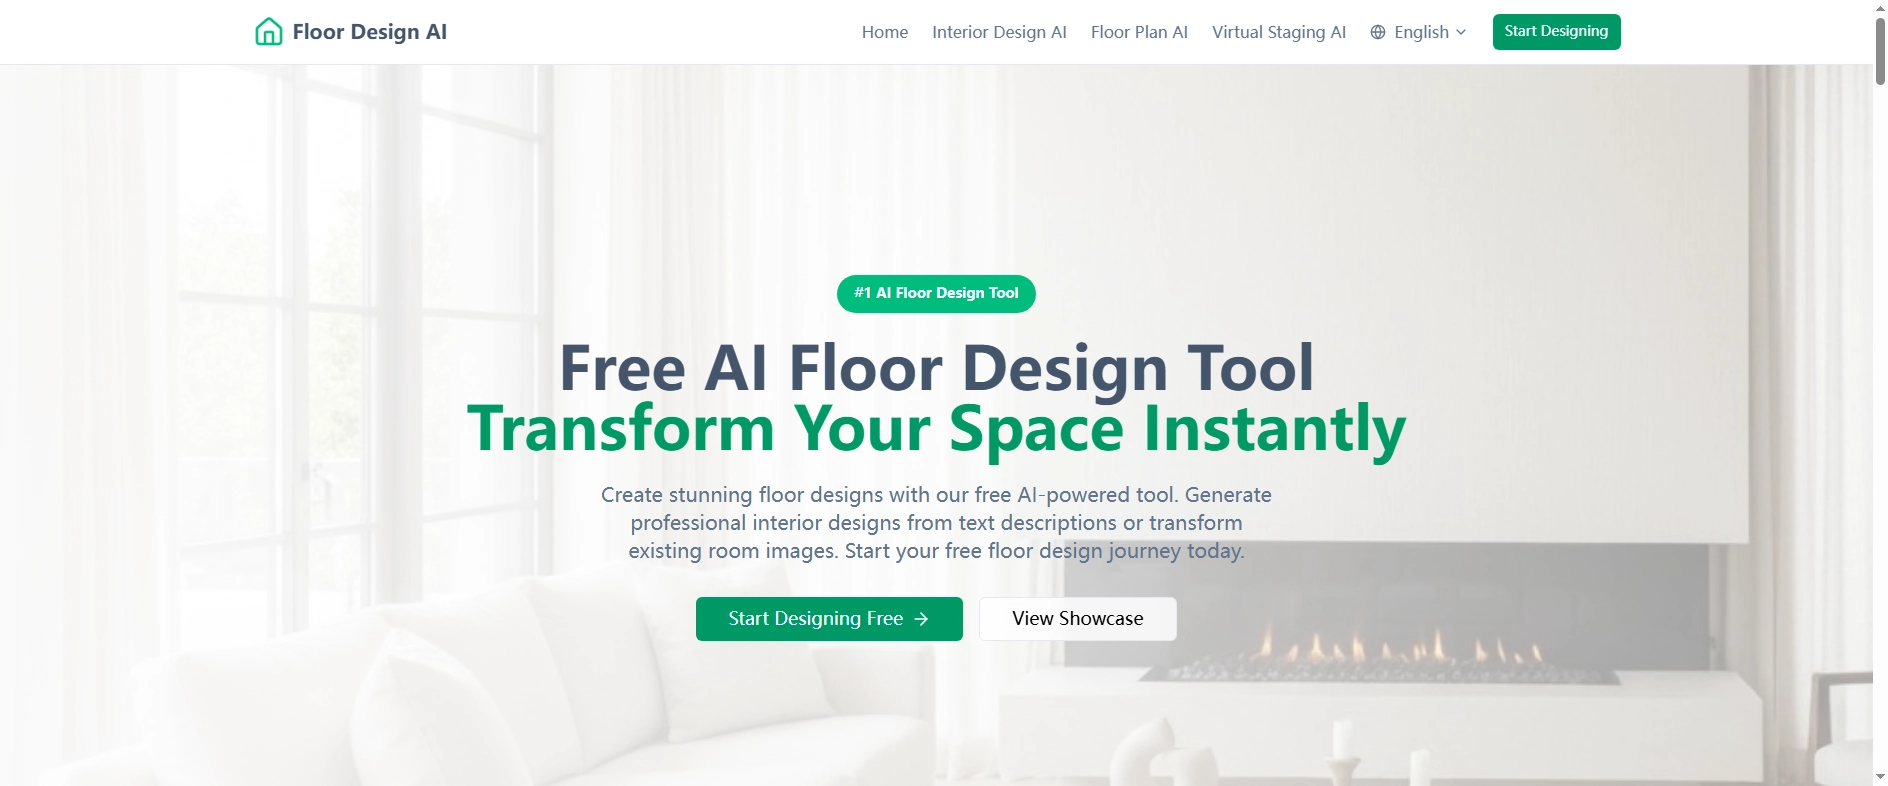 Floor Design AI
Home
Interior Design AI
Floor Plan AI
Virtual Staging AI
English
Start Designing
#1 AI Floor Design Tool
Free AI Floor Design Tool
Transform Your Space Instantly
Create stunning floor designs with our free AI-powered tool. Generate
professional interior designs from text descriptions or transform
existing room images. Start your free floor design journey today.
Start Designing Free
View Showcase